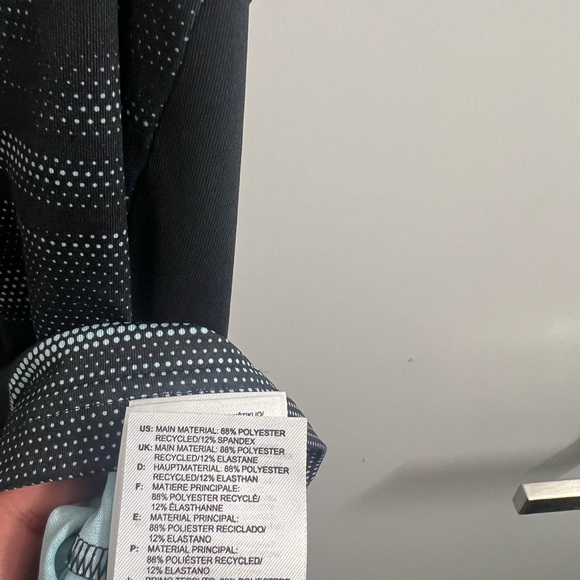 US: MAIN MATERIAL: 88% POLYESTER
RECYCLED/12% SPANDEX
UK: MAIN MATERIAL: 88% POLYESTER
RECYCLED/12% ELASTANE
D: HAUPTMATERIAL: 88% POLYESTER
RECYCLED/12% ELASTHAN
F: MATIERE PRINCIPALE:
88% POLYESTER RECYCLÉ/
12% ÉLASTHANNE
E: MATERIAL PRINCIPAL:
88% POLIÉSTER RECICLADO/
12% ELASTANO
P: MATERIAL PRINCIPAL:
88% POLIÉSTER RECYCLED/
12% ELASTANO